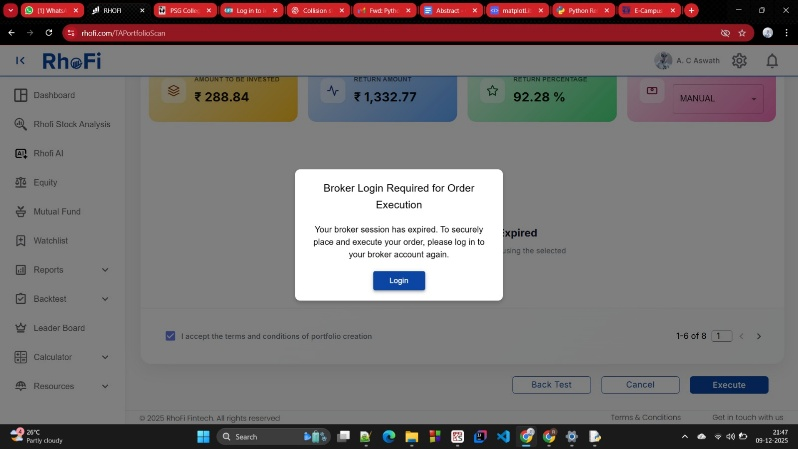 (1) WhatsA
RHOFI
PSG Colleg
Log in to
Collision
Fwd: Pytho
Abstract -
matplotLi
Python Re
E-Campus
rhofi.com/TAPortfolioScan
RhoFi
A. C Aswath
Dashboard
Rhofi Stock Analysis
Rhofi AI
Equity
Mutual Fund
Watchlist
Reports
Backtest
Leader Board
Calculator
Resources
AMOUNT TO BE INVESTED
₹ 288.84
RETURN AMOUNT
₹ 1,332.77
RETURN PERCENTAGE
92.28 %
MANUAL
Broker Login Required for Order
Execution
Your broker session has expired. To securely
place and execute your order, please log in to
your broker account again.
Login
Expired
using the selected
I accept the terms and conditions of portfolio creation
1-6 of 8
1
Back Test
Cancel
Execute
© 2025 RhoFi Fintech. All rights reserved
Terms & Conditions
Get in touch with us
26°C
Partly cloudy
Search
21:47
09-12-2025